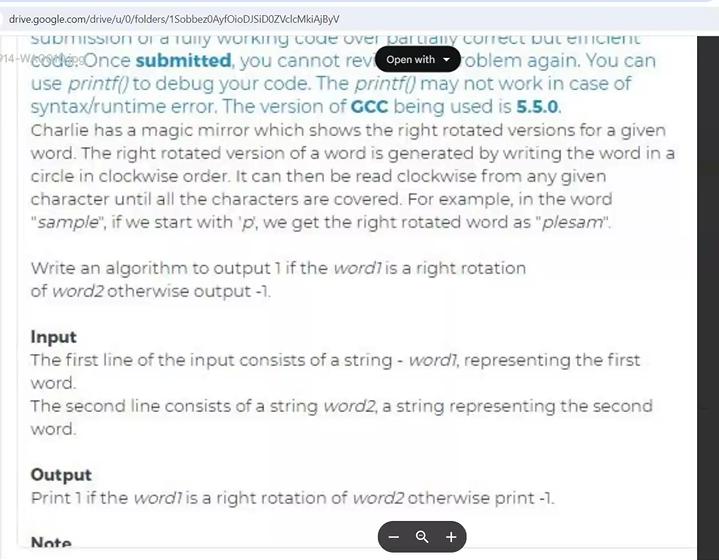 drive.google.com/drive/u/0/folders/1Sobbez0AyfOioDJSiD0ZVclcMkiAjByV
submission of a fully working code over partially correct but efficient
code. Once submitted, you cannot Open with problem again. You can
use printf() to debug your code. The printf() may not work in case of
syntax/runtime error. The version of GCC being used is 5.5.0.
Charlie has a magic mirror which shows the right rotated versions for a given
word. The right rotated version of a word is generated by writing the word in a
circle in clockwise order. It can then be read clockwise from any given
character until all the characters are covered. For example, in the word
"sample", if we start with 'p', we get the right rotated word as "plesam".
Write an algorithm to output 1 if the word1 is a right rotation
of word2 otherwise output -1.
Input
The first line of the input consists of a string - word1, representing the first
word.
The second line consists of a string word2, a string representing the second
word.
Output
Print 1 if the word1 is a right rotation of word2 otherwise print -1.
Note